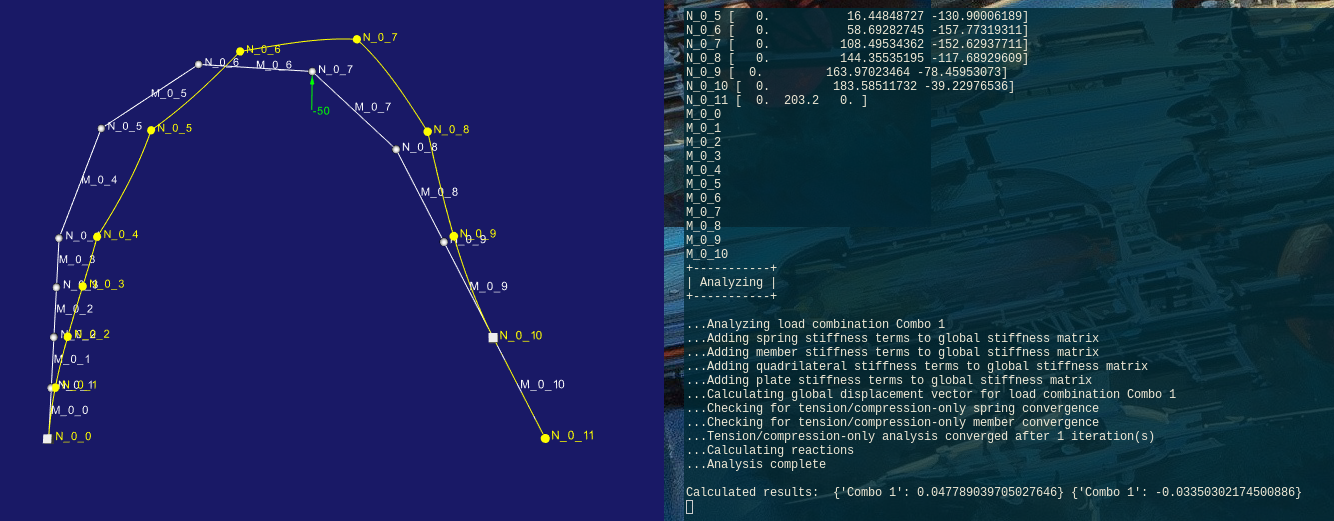 N_0_7
N_0_6
N_0_6
M_0_6
N_0_7
M_0_5
-50
M_0_7
N_0_5
N_0_5
N_0_8
N_0_8
M_0_4
M_0_8
N_0_4
N_0_9
M_0_3
N_0_3
M_0_9
M_0_2
N_0_2
N_0_10
M_0_1
N_0_1
M_0_10
M_0_0
N_0_0
N_0_11
N_0_5 [   0.           16.44848727 -130.90006189]
N_0_6 [   0.           58.69282745 -157.77319311]
N_0_7 [   0.          108.49534362 -152.62937711]
N_0_8 [   0.          144.35535195 -117.68929609]
N_0_9 [  0.         163.97023464 -78.45953073]
N_0_10 [  0.         183.58511732 -39.22976536]
N_0_11 [  0.  203.2   0. ]
M_0_0
M_0_1
M_0_2
M_0_3
M_0_4
M_0_5
M_0_6
M_0_7
M_0_8
M_0_9
M_0_10
+-----------+
| Analyzing |
+-----------+
...Analyzing load combination Combo 1
...Adding spring stiffness terms to global stiffness matrix
...Adding member stiffness terms to global stiffness matrix
...Adding quadrilateral stiffness terms to global stiffness matrix
...Adding plate stiffness terms to global stiffness matrix
...Calculating global displacement vector for load combination Combo 1
...Checking for tension/compression-only spring convergence
...Checking for tension/compression-only member convergence
...Tension/compression-only analysis converged after 1 iteration(s)
...Calculating reactions
...Analysis complete
Calculated results:  {'Combo 1': 0.047789039705027646} {'Combo 1': -0.03350302174500886}